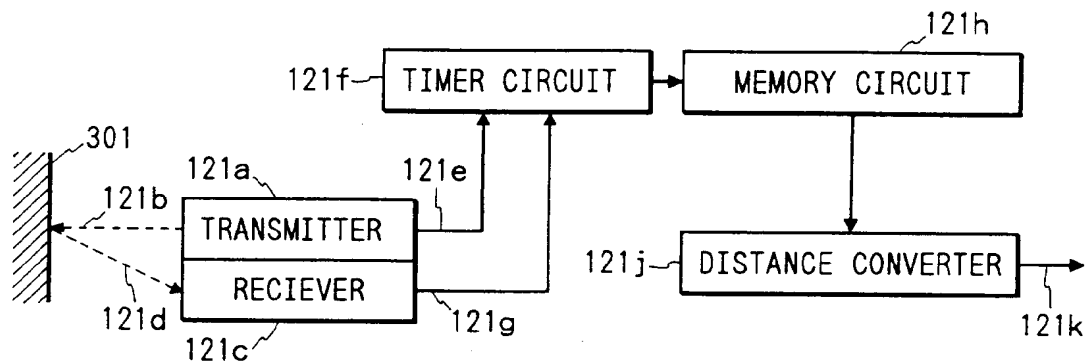 121h
121f
TIMER CIRCUIT
MEMORY CIRCUIT
301
121a
121e
121b
TRANSMITTER
RECIEVER
121d
121c
121g
121j
DISTANCE CONVERTER
121k